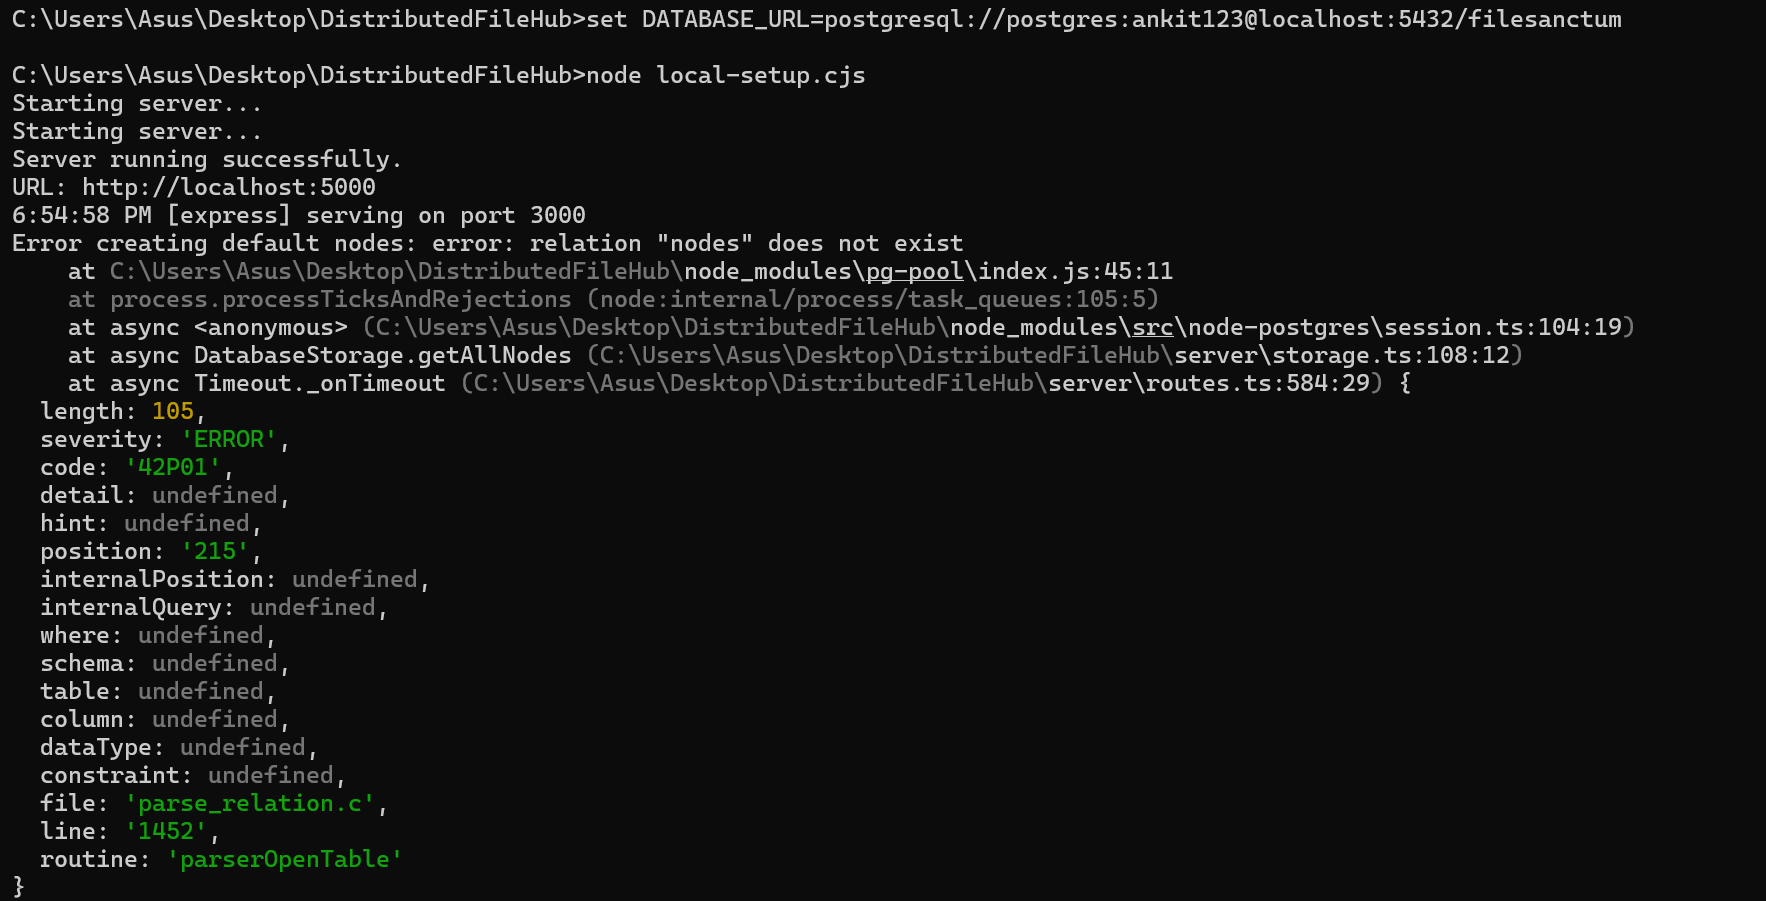 C:\Users\Asus\Desktop\DistributedFileHub>set DATABASE_URL=postgresql://postgres:ankit123@localhost:5432/filesanctum
C:\Users\Asus\Desktop\DistributedFileHub>node local-setup.cjs
Starting server...
Starting server...
Server running successfully.
URL: http://localhost:5000
6:54:58 PM [express] serving on port 3000
Error creating default nodes: error: relation "nodes" does not exist
    at C:\Users\Asus\Desktop\DistributedFileHub\node_modules\pg-pool\index.js:45:11
    at process.processTicksAndRejections (node:internal/process/task_queues:105:5)
    at async <anonymous> (C:\Users\Asus\Desktop\DistributedFileHub\node_modules\src\node-postgres\session.ts:104:19)
    at async DatabaseStorage.getAllNodes (C:\Users\Asus\Desktop\DistributedFileHub\server\storage.ts:108:12)
    at async Timeout._onTimeout (C:\Users\Asus\Desktop\DistributedFileHub\server\routes.ts:584:29) {
  length: 105,
  severity: 'ERROR',
  code: '42P01',
  detail: undefined,
  hint: undefined,
  position: '215',
  internalPosition: undefined,
  internalQuery: undefined,
  where: undefined,
  schema: undefined,
  table: undefined,
  column: undefined,
  dataType: undefined,
  constraint: undefined,
  file: 'parse_relation.c',
  line: '1452',
  routine: 'parserOpenTable'
}